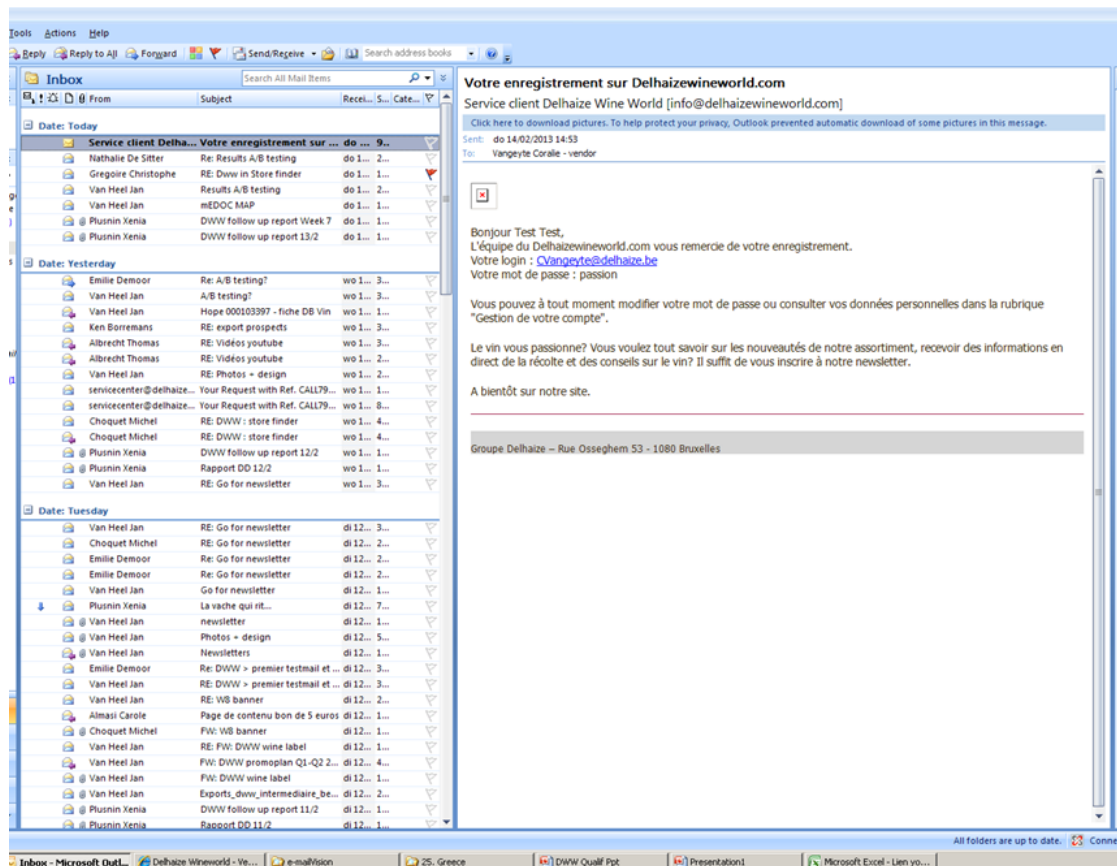 Tools Actions Help
Reply Reply to All Forward Send/Receive Search address books
Inbox Search All Mail Items
From Subject Recei... S... Cate...
Date: Today
Service client Delha... Votre enregistrement sur ... do ... 9..
Nathalie De Sitter Re: Results A/B testing do 1... 2...
Gregoire Christophe RE: Dww in Store finder do 1... 1...
Van Heel Jan Results A/B testing do 1... 2...
Van Heel Jan mEDOC MAP do 1... 1...
Plusnin Xenia DWW follow up report Week 7 do 1... 1...
Plusnin Xenia DWW follow up report 13/2 do 1... 1...
Date: Yesterday
Emilie Demoor Re: A/B testing? wo 1... 3...
Van Heel Jan A/B testing? wo 1... 3...
Van Heel Jan Hope 000103397 - fiche DB Vin wo 1... 1...
Ken Borremans RE: export prospects wo 1... 3...
Albrecht Thomas RE: Vidéos youtube wo 1... 3...
Albrecht Thomas RE: Vidéos youtube wo 1... 2...
Van Heel Jan RE: Photos + design wo 1... 2...
servicecenter@delhaize... Your Request with Ref. CALL79... wo 1... 1...
servicecenter@delhaize... Your Request with Ref. CALL79... wo 1... 8...
Choquet Michel RE: DWW : store finder wo 1... 4...
Choquet Michel RE: DWW : store finder wo 1... 4...
Plusnin Xenia DWW follow up report 12/2 wo 1... 1...
Plusnin Xenia Rapport DD 12/2 wo 1... 1...
Van Heel Jan RE: Go for newsletter wo 1... 3...
Date: Tuesday
Van Heel Jan RE: Go for newsletter di 12... 3...
Choquet Michel RE: Go for newsletter di 12... 2...
Emilie Demoor Re: Go for newsletter di 12... 2...
Emilie Demoor Re: Go for newsletter di 12... 2...
Van Heel Jan Go for newsletter di 12... 1...
Plusnin Xenia La vache qui rit... di 12... 7...
Van Heel Jan newsletter di 12... 1...
Van Heel Jan Photos + design di 12... 5...
Van Heel Jan Newsletters di 12... 1...
Emilie Demoor Re: DWW > premier testmail et ... di 12... 3...
Van Heel Jan RE: DWW > premier testmail et ... di 12... 3...
Van Heel Jan RE: W8 banner di 12... 2...
Almasi Carole Page de contenu bon de 5 euros di 12... 1...
Choquet Michel FW: W8 banner di 12... 1...
Van Heel Jan RE: FW: DWW wine label di 12... 1...
Van Heel Jan FW: DWW promoplan Q1-Q2 2... di 12... 4...
Van Heel Jan FW: DWW wine label di 12... 1...
Van Heel Jan Exports_dww_intermediaire_be... di 12... 2...
Plusnin Xenia DWW follow up report 11/2 di 12... 1...
Plusnin Xenia Rapport DD 11/2 di 12... 1...
Votre enregistrement sur Delhaizewineworld.com
Service client Delhaize Wine World [info@delhaizewineworld.com]
Click here to download pictures. To help protect your privacy, Outlook prevented automatic download of some pictures in this message.
Sent: do 14/02/2013 14:53
To: Vangeyte Coralie - vendor
Bonjour Test Test,
L'équipe du Delhaizewineworld.com vous remercie de votre enregistrement.
Votre login : CVangeyte@delhaize.be
Votre mot de passe : passion
Vous pouvez à tout moment modifier votre mot de passe ou consulter vos données personnelles dans la rubrique
"Gestion de votre compte".
Le vin vous passionne? Vous voulez tout savoir sur les nouveautés de notre assortiment, recevoir des informations en
direct de la récolte et des conseils sur le vin? Il suffit de vous inscrire à notre newsletter.
A bientôt sur notre site.
Groupe Delhaize – Rue Osseghem 53 - 1080 Bruxelles
All folders are up to date. Conne
Inbox - Microsoft Outl... Delhaize Wineworld - Ve... e-mailVision 25. Greece DWW Qualif Ppt Presentation1 Microsoft Excel - Lien yo...